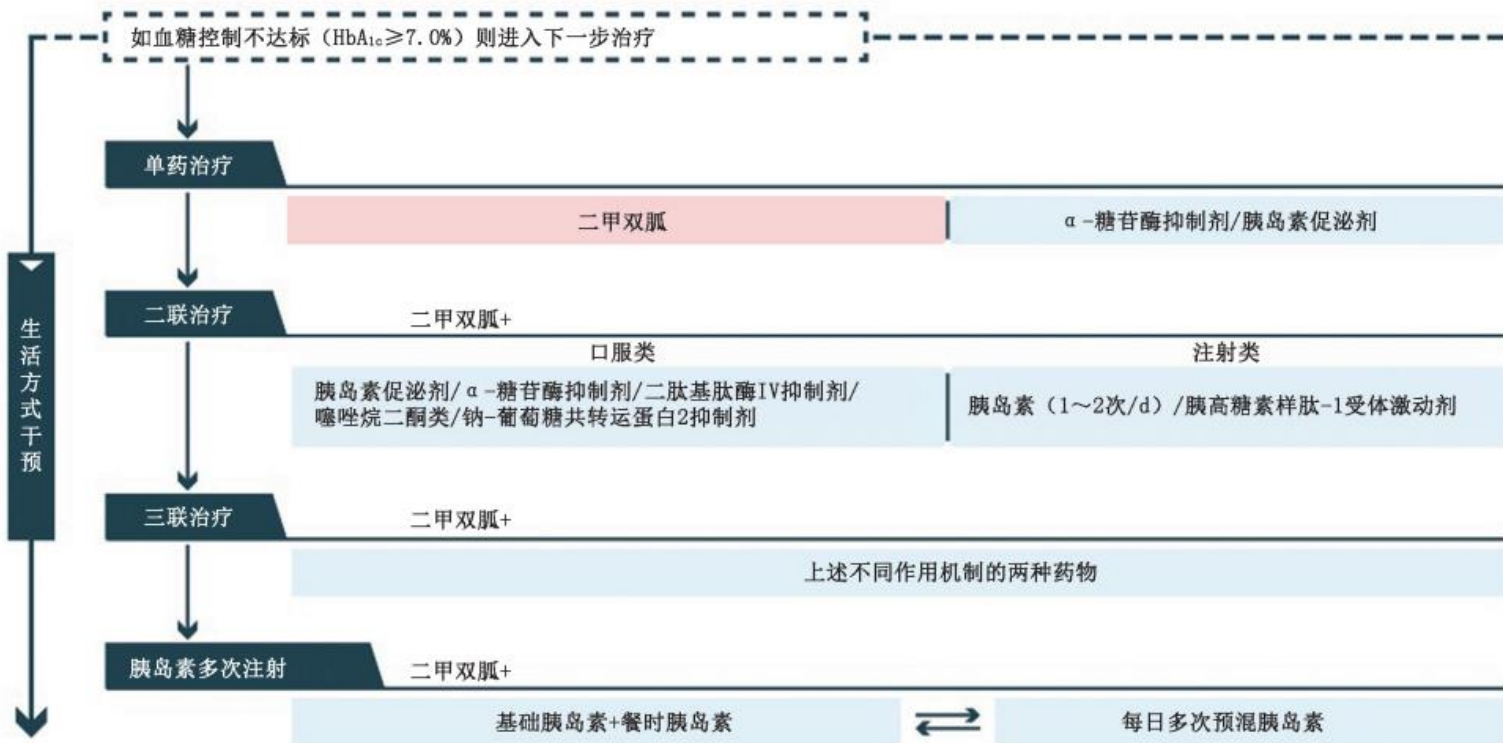 如血糖控制不达标（HbA₁c≥7.0%）则进入下一步治疗
单药治疗
二甲双胍
α-糖苷酶抑制剂/胰岛素促泌剂
二联治疗
二甲双胍+
口服类
注射类
胰岛素促泌剂/α-糖苷酶抑制剂/二肽基肽酶IV抑制剂/
噻唑烷二酮类/钠-葡萄糖共转运蛋白2抑制剂
胰岛素（1～2次/d）/胰高糖素样肽-1受体激动剂
三联治疗
二甲双胍+
上述不同作用机制的两种药物
胰岛素多次注射
二甲双胍+
基础胰岛素+餐时胰岛素
每日多次预混胰岛素
生活方式干预